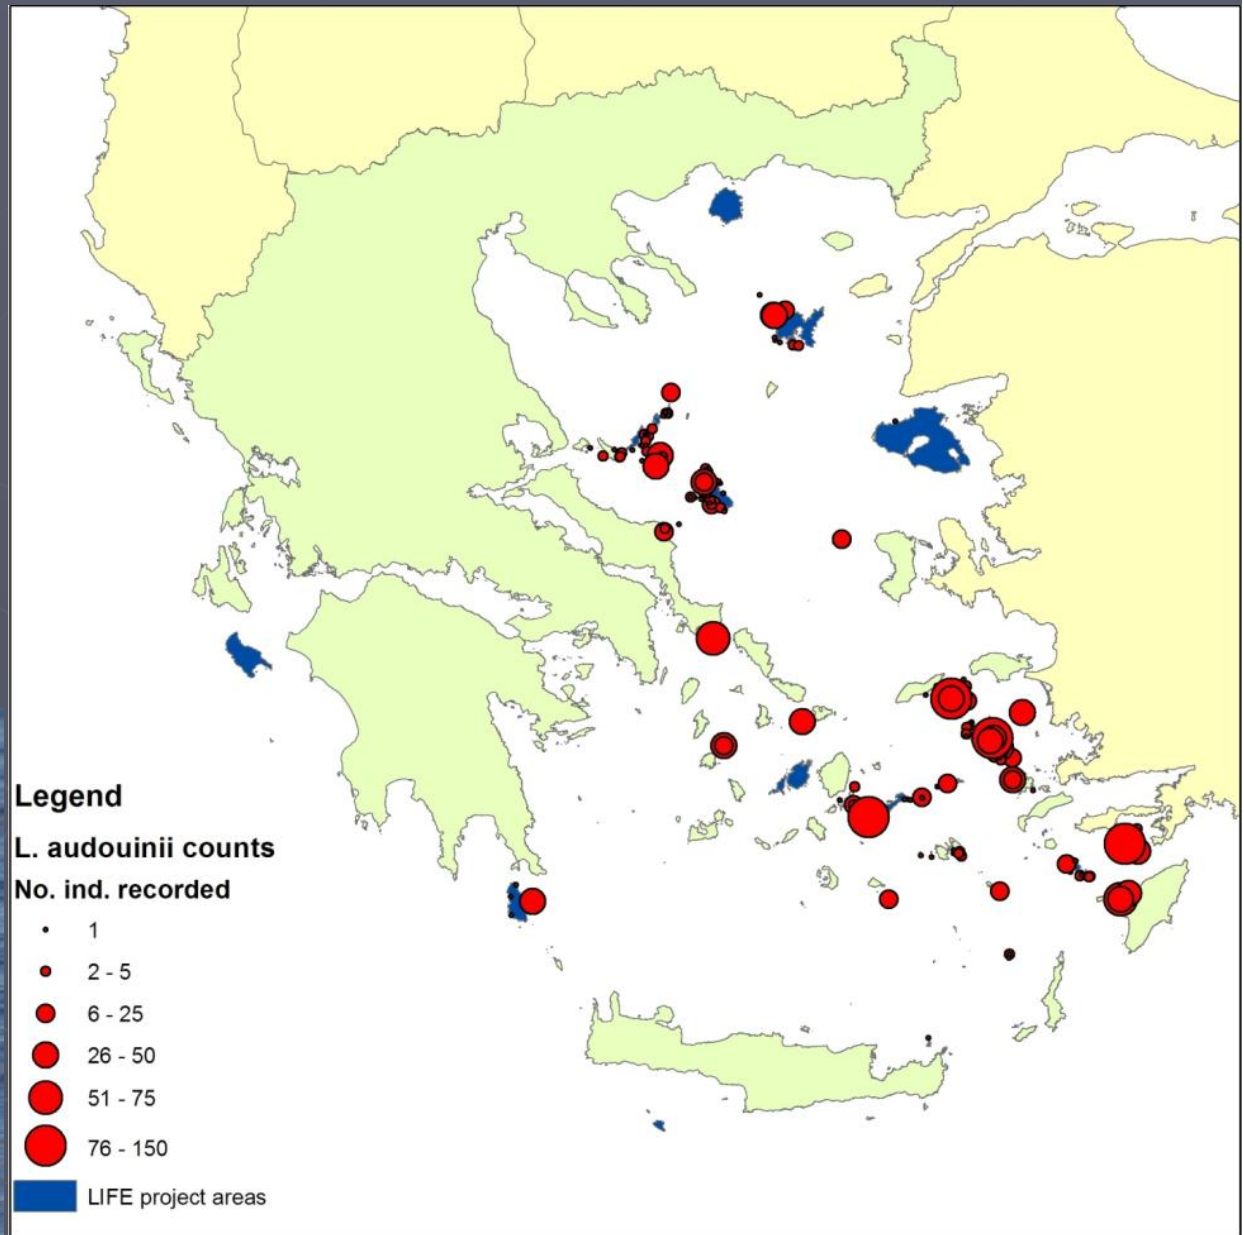 Legend
L. audouinii counts
No. ind. recorded
1
2 - 5
6 - 25
26 - 50
51 - 75
76 - 150
LIFE project areas